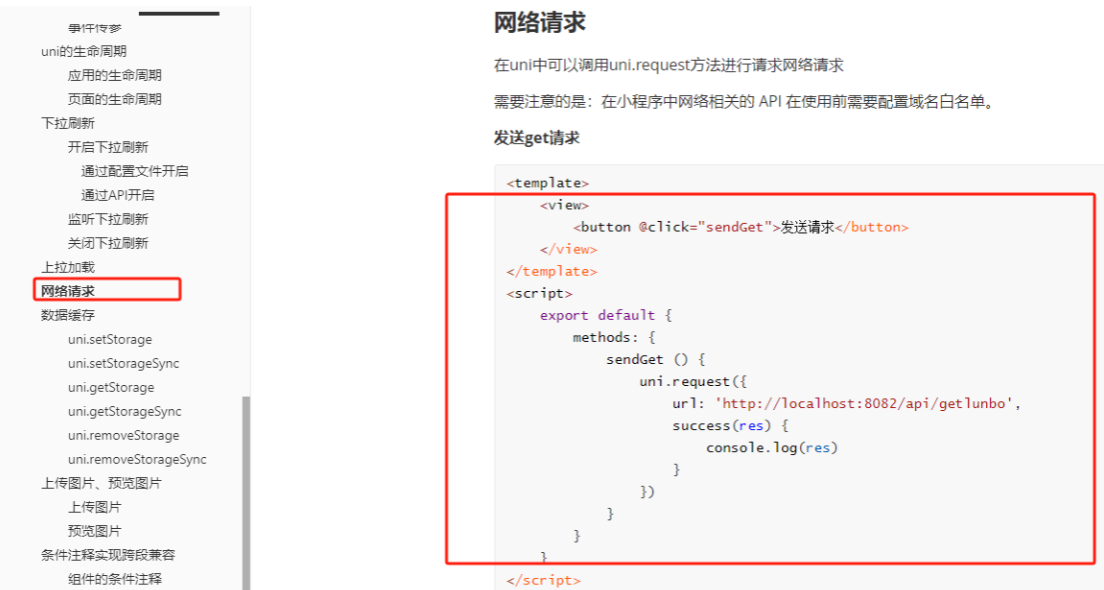 事件传参
uni的生命周期
应用的生命周期
页面的生命周期
下拉刷新
开启下拉刷新
通过配置文件开启
通过API开启
监听下拉刷新
关闭下拉刷新
上拉加载
网络请求
数据缓存
uni.setStorage
uni.setStorageSync
uni.getStorage
uni.getStorageSync
uni.removeStorage
uni.removeStorageSync
上传图片、预览图片
上传图片
预览图片
条件注释实现跨段兼容
组件的条件注释
网络请求
在uni中可以调用uni.request方法进行请求网络请求
需要注意的是：在小程序中网络相关的 API 在使用前需要配置域名白名单。
发送get请求
<template>
    <view>
        <button @click="sendGet">发送请求</button>
    </view>
</template>
<script>
    export default {
        methods: {
            sendGet () {
                uni.request({
                    url: 'http://localhost:8082/api/getlunbo',
                    success(res) {
                        console.log(res)
                    }
                })
            }
        }
    }
</script>